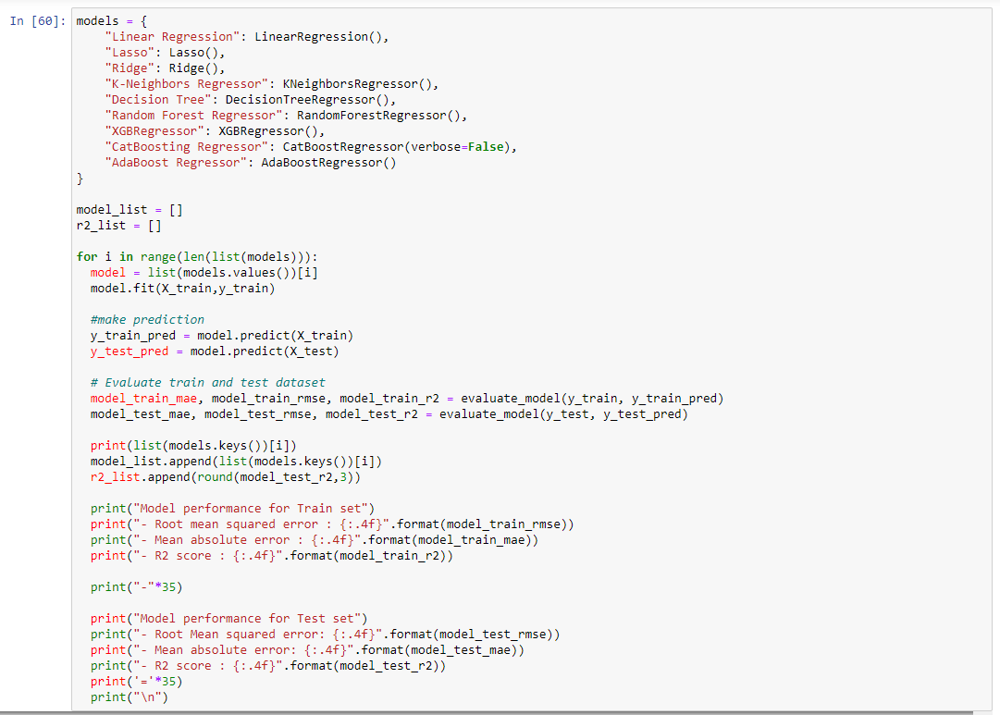 In [60]: models = {
    "Linear Regression": LinearRegression(),
    "Lasso": Lasso(),
    "Ridge": Ridge(),
    "K-Neighbors Regressor": KNeighborsRegressor(),
    "Decision Tree": DecisionTreeRegressor(),
    "Random Forest Regressor": RandomForestRegressor(),
    "XGBRegressor": XGBRegressor(),
    "CatBoosting Regressor": CatBoostRegressor(verbose=False),
    "AdaBoost Regressor": AdaBoostRegressor()
}
model_list = []
r2_list = []
for i in range(len(list(models))):
  model = list(models.values())[i]
  model.fit(X_train,y_train)
  #make prediction
  y_train_pred = model.predict(X_train)
  y_test_pred = model.predict(X_test)
  # Evaluate train and test dataset
  model_train_mae, model_train_rmse, model_train_r2 = evaluate_model(y_train, y_train_pred)
  model_test_mae, model_test_rmse, model_test_r2 = evaluate_model(y_test, y_test_pred)
  print(list(models.keys())[i])
  model_list.append(list(models.keys())[i])
  r2_list.append(round(model_test_r2,3))
  print("Model performance for Train set")
  print("- Root mean squared error : {:.4f}".format(model_train_rmse))
  print("- Mean absolute error : {:.4f}".format(model_train_mae))
  print("- R2 score : {:.4f}".format(model_train_r2))
  print("-"*35)
  print("Model performance for Test set")
  print("- Root Mean squared error: {:.4f}".format(model_test_rmse))
  print("- Mean absolute error: {:.4f}".format(model_test_mae))
  print("- R2 score : {:.4f}".format(model_test_r2))
  print('='*35)
  print("\n")